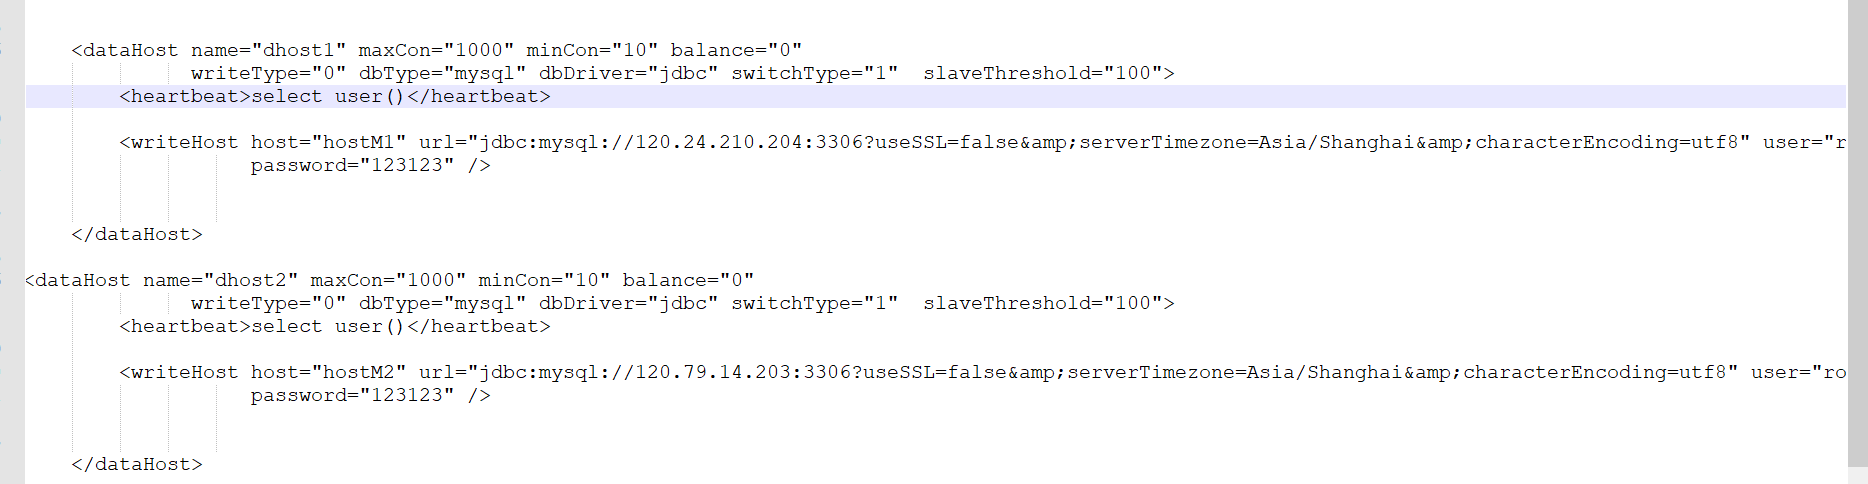 <dataHost name="dhost1" maxCon="1000" minCon="10" balance="0"
writeType="0" dbType="mysql" dbDriver="jdbc" switchType="1"  slaveThreshold="100">
<heartbeat>select user()</heartbeat>
<writeHost host="hostM1" url="jdbc:mysql://120.24.210.204:3306?useSSL=false&amp;serverTimezone=Asia/Shanghai&amp;characterEncoding=utf8" user="r
password="123123" />
</dataHost>
<dataHost name="dhost2" maxCon="1000" minCon="10" balance="0"
writeType="0" dbType="mysql" dbDriver="jdbc" switchType="1"  slaveThreshold="100">
<heartbeat>select user()</heartbeat>
<writeHost host="hostM2" url="jdbc:mysql://120.79.14.203:3306?useSSL=false&amp;serverTimezone=Asia/Shanghai&amp;characterEncoding=utf8" user="ro
password="123123" />
</dataHost>